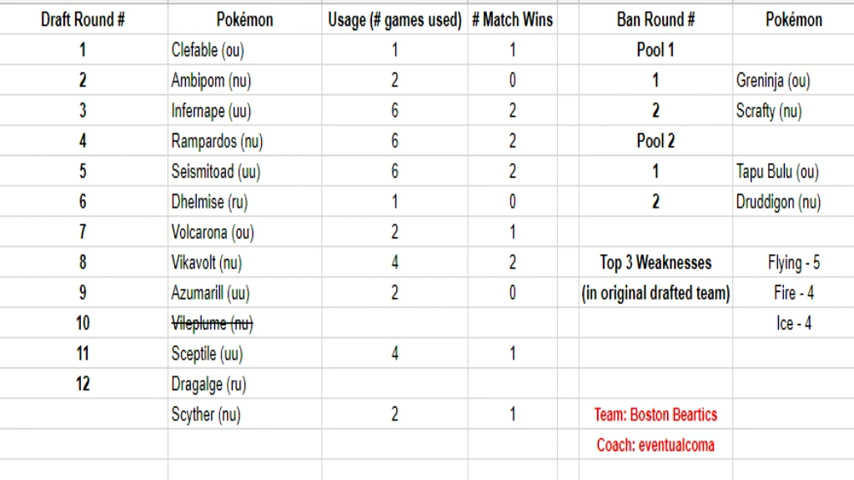 Draft Round # Pokémon Usage (# games used) # Match Wins Ban Round # Pokémon
1 Clefable (ou) 1 1 Pool 1
2 Ambipom (nu) 2 0 1 Greninja (ou)
3 Infernape (uu) 6 2 2 Scrafty (nu)
4 Rampardos (nu) 6 2 Pool 2
5 Seismitoad (uu) 6 2 1 Tapu Bulu (ou)
6 Dhelmise (ru) 1 0 2 Druddigon (nu)
7 Volcarona (ou) 2 1
8 Vikavolt (nu) 4 2 Top 3 Weaknesses Flying - 5
9 Azumarill (uu) 2 0 (in original drafted team) Fire - 4
10 Vileplume (nu) Ice - 4
11 Sceptile (uu) 4 1
12 Dragalge (ru)
Scyther (nu) 2 1 Team: Boston Beartics
Coach: eventualcoma